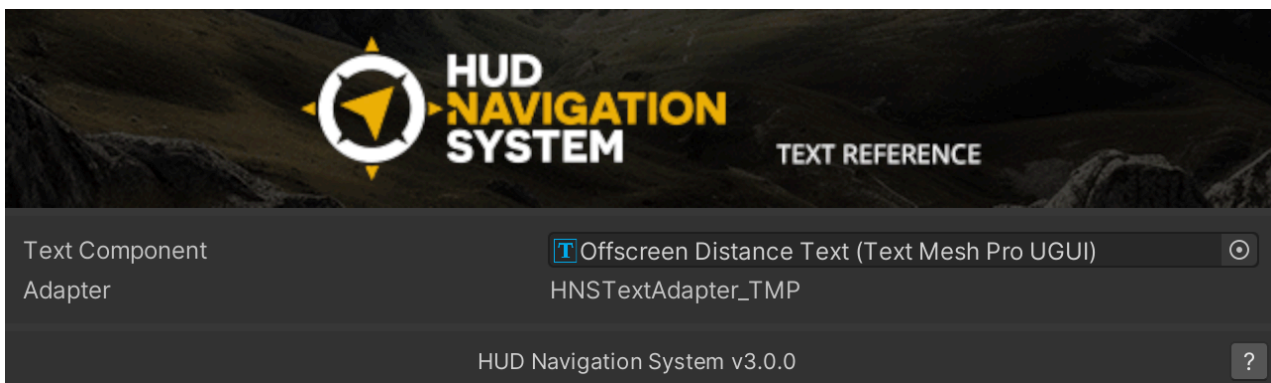 HUD
NAVIGATION
SYSTEM
TEXT REFERENCE
Text Component T Offscreen Distance Text (Text Mesh Pro UGUI)
Adapter HNSTextAdapter_TMP
HUD Navigation System v3.0.0 ?